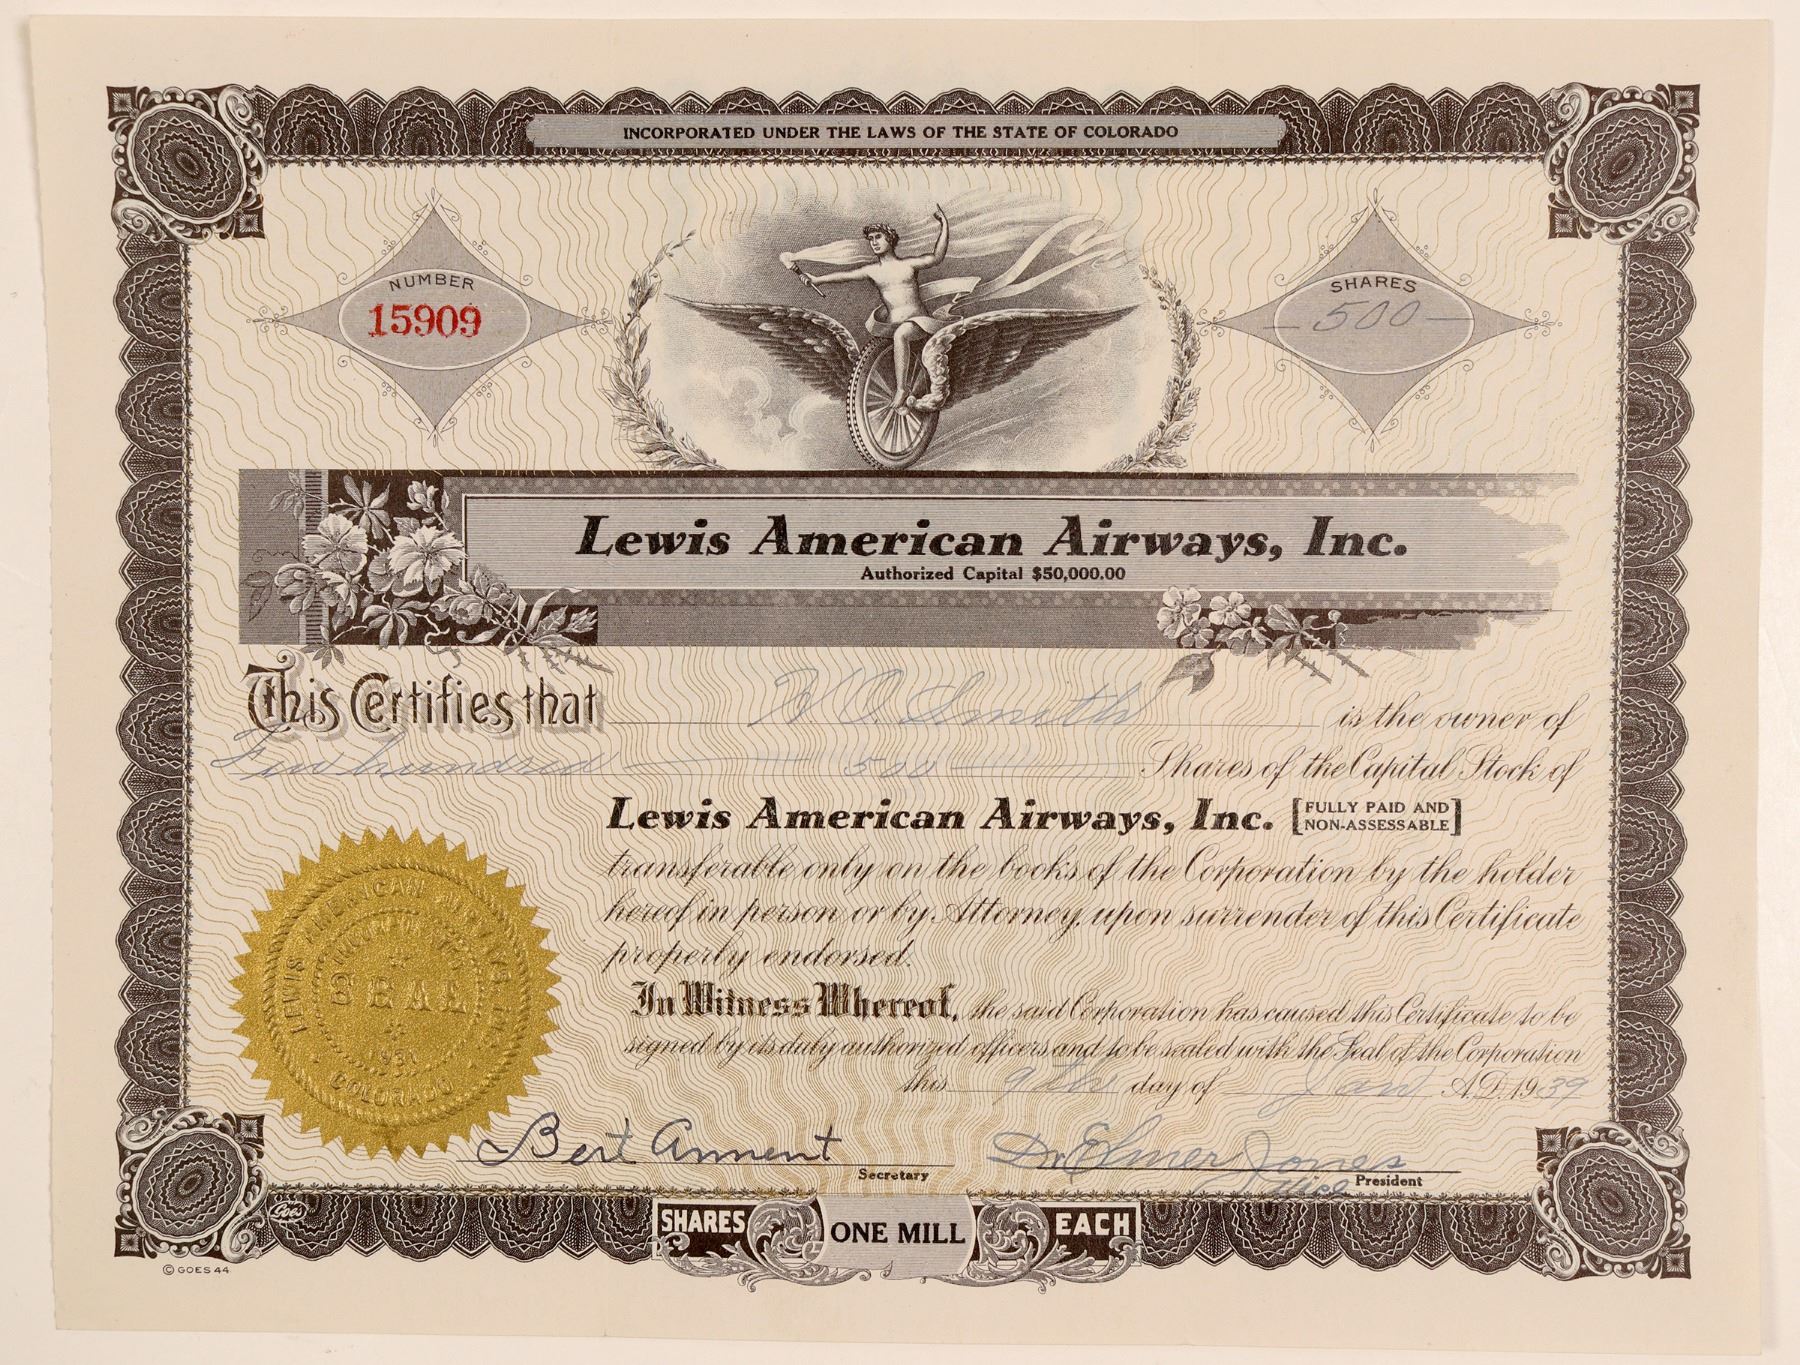 INCORPORATED UNDER THE LAWS OF THE STATE OF COLORADO
NUMBER
15909
SHARES
500
Lewis American Airways, Inc.
Authorized Capital $50,000.00
This Certifies that H O Smith is the owner of
Five hundred 500 Shares of the Capital Stock of
Lewis American Airways, Inc. [FULLY PAID AND NON-ASSESSABLE]
transferable only on the books of the Corporation by the holder
hereof in person or by Attorney, upon surrender of this Certificate
properly endorsed.
In Witness Whereof, the said Corporation has caused this Certificate to be
signed by its duly authorized officers and to be sealed with the Seal of the Corporation
this 9th day of Jan A.D. 1939
LEWIS AMERICAN AIRWAYS, INC.
INCORPORATED
SEAL
1931
COLORADO
Bert Amment
Secretary
Dr Elmer Jones
Vice President
Goes
SHARES ONE MILL EACH
© GOES 44